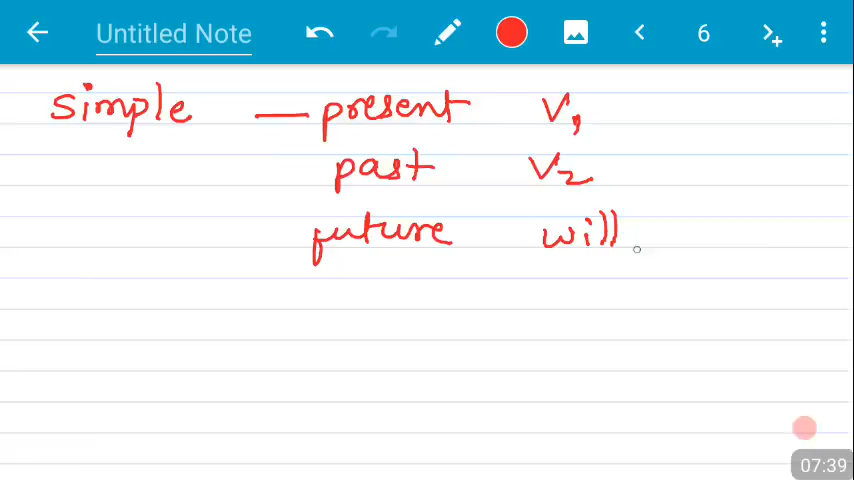 Untitled Note 6
simple — present V₁
past V₂
future will
07:39